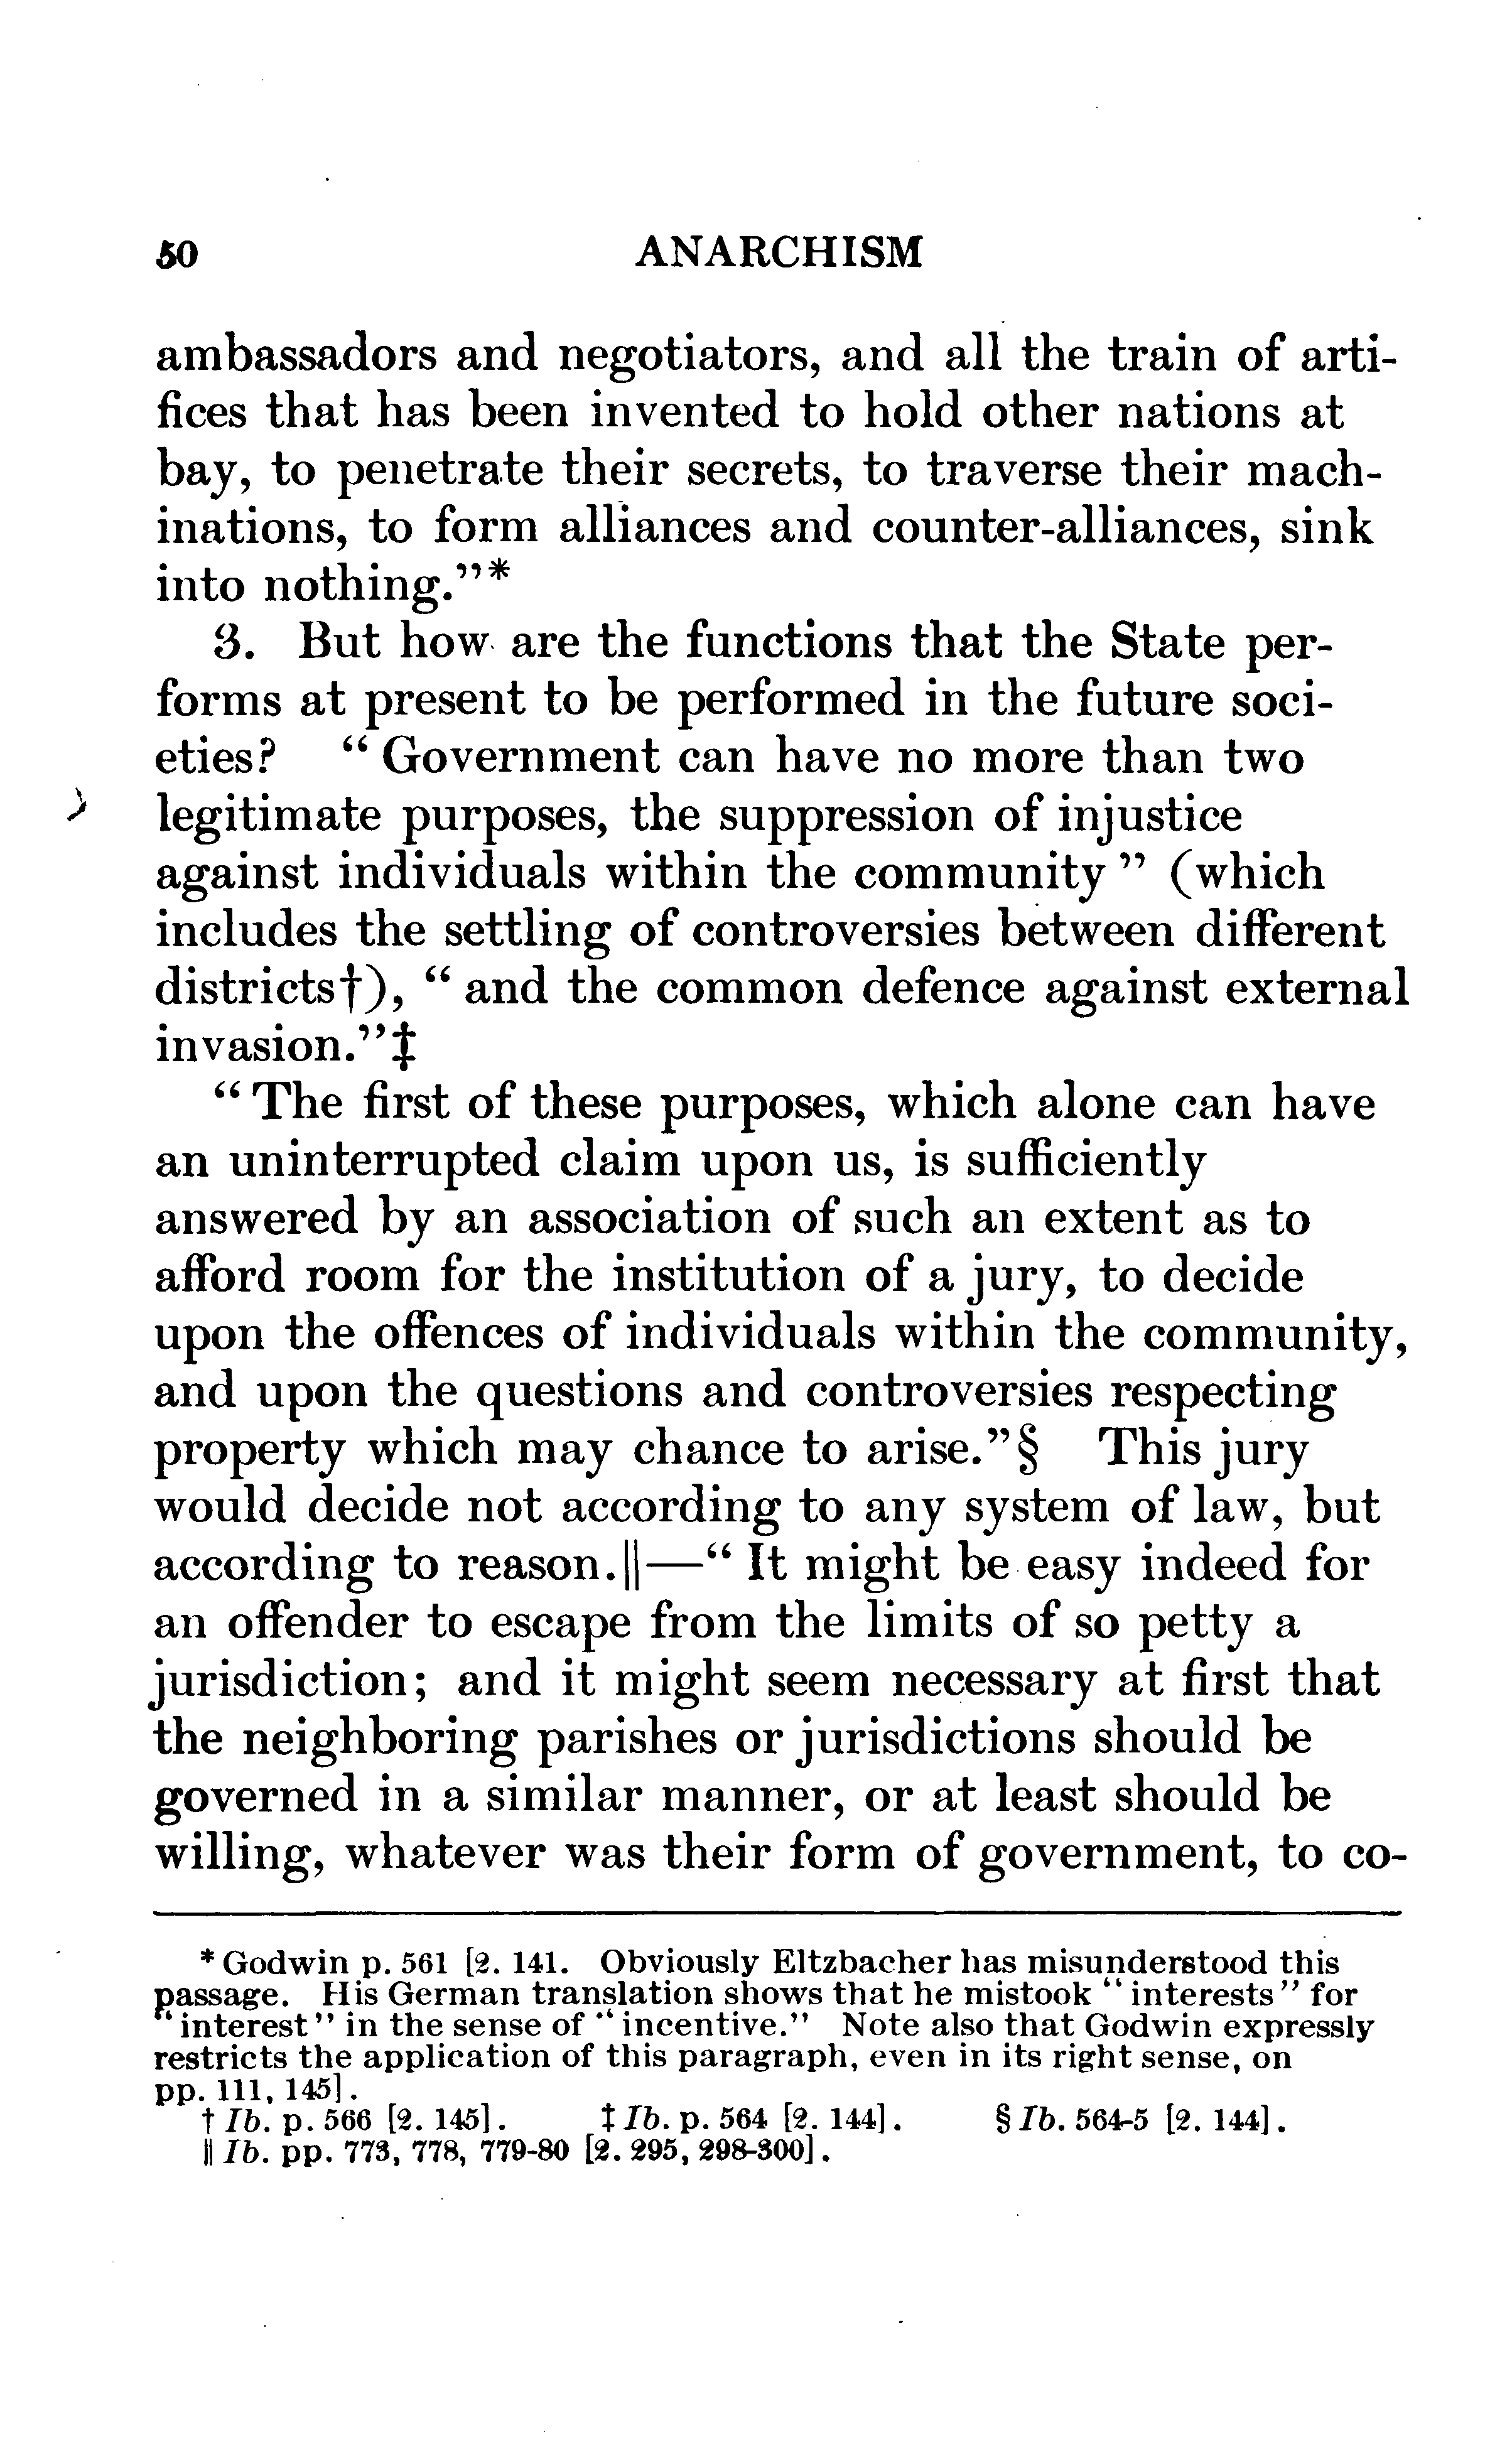 50 ANARCHISM
ambassadors and negotiators, and all the train of arti-
fices that has been invented to hold other nations at
bay, to penetrate their secrets, to traverse their mach-
inations, to form alliances and counter-alliances, sink
into nothing."*
3. But how are the functions that the State per-
forms at present to be performed in the future soci-
eties? "Government can have no more than two
legitimate purposes, the suppression of injustice
against individuals within the community" (which
includes the settling of controversies between different
districts†), "and the common defence against external
invasion."‡
"The first of these purposes, which alone can have
an uninterrupted claim upon us, is sufficiently
answered by an association of such an extent as to
afford room for the institution of a jury, to decide
upon the offences of individuals within the community,
and upon the questions and controversies respecting
property which may chance to arise."§ This jury
would decide not according to any system of law, but
according to reason.‖—"It might be easy indeed for
an offender to escape from the limits of so petty a
jurisdiction; and it might seem necessary at first that
the neighboring parishes or jurisdictions should be
governed in a similar manner, or at least should be
willing, whatever was their form of government, to co-
* Godwin p. 561 [2. 141. Obviously Eltzbacher has misunderstood this
passage. His German translation shows that he mistook "interests" for
"interest" in the sense of "incentive." Note also that Godwin expressly
restricts the application of this paragraph, even in its right sense, on
pp. 111, 145].
† Ib. p. 566 [2. 145]. ‡ Ib. p. 564 [2. 144]. § Ib. 564-5 [2. 144].
‖ Ib. pp. 773, 778, 779-80 [2. 295, 298-300].